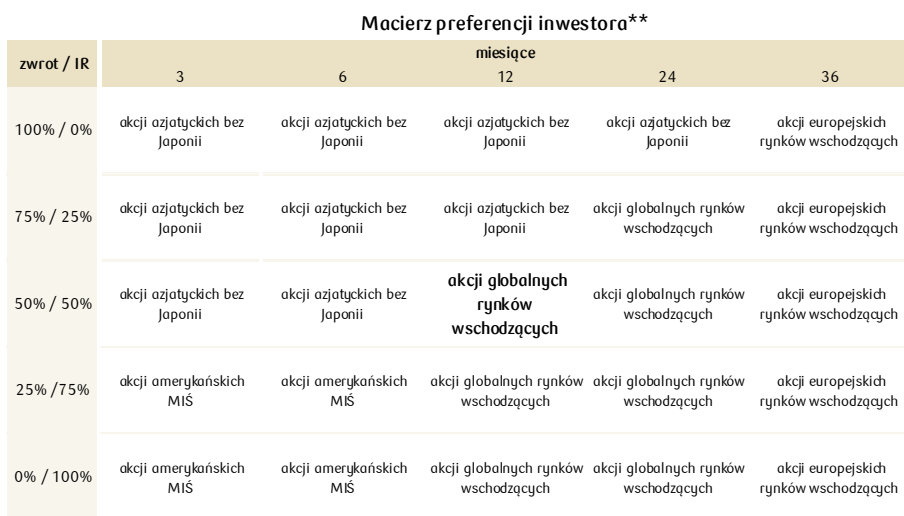 Macierz preferencji inwestora**
zwrot / IR
miesiące
3 6 12 24 36
100% / 0%
akcji azjatyckich bez
Japonii
akcji azjatyckich bez
Japonii
akcji azjatyckich bez
Japonii
akcji azjatyckich bez
Japonii
akcji europejskich
rynków wschodzących
75% / 25%
akcji azjatyckich bez
Japonii
akcji azjatyckich bez
Japonii
akcji azjatyckich bez
Japonii
akcji globalnych rynków
wschodzących
akcji europejskich
rynków wschodzących
50% / 50%
akcji azjatyckich bez
Japonii
akcji azjatyckich bez
Japonii
akcji globalnych
rynków
wschodzących
akcji globalnych rynków
wschodzących
akcji europejskich
rynków wschodzących
25% /75%
akcji amerykańskich
MIŚ
akcji amerykańskich
MIŚ
akcji globalnych rynków
wschodzących
akcji globalnych rynków
wschodzących
akcji europejskich
rynków wschodzących
0% / 100%
akcji amerykańskich
MIŚ
akcji amerykańskich
MIŚ
akcji globalnych rynków
wschodzących
akcji globalnych rynków
wschodzących
akcji europejskich
rynków wschodzących